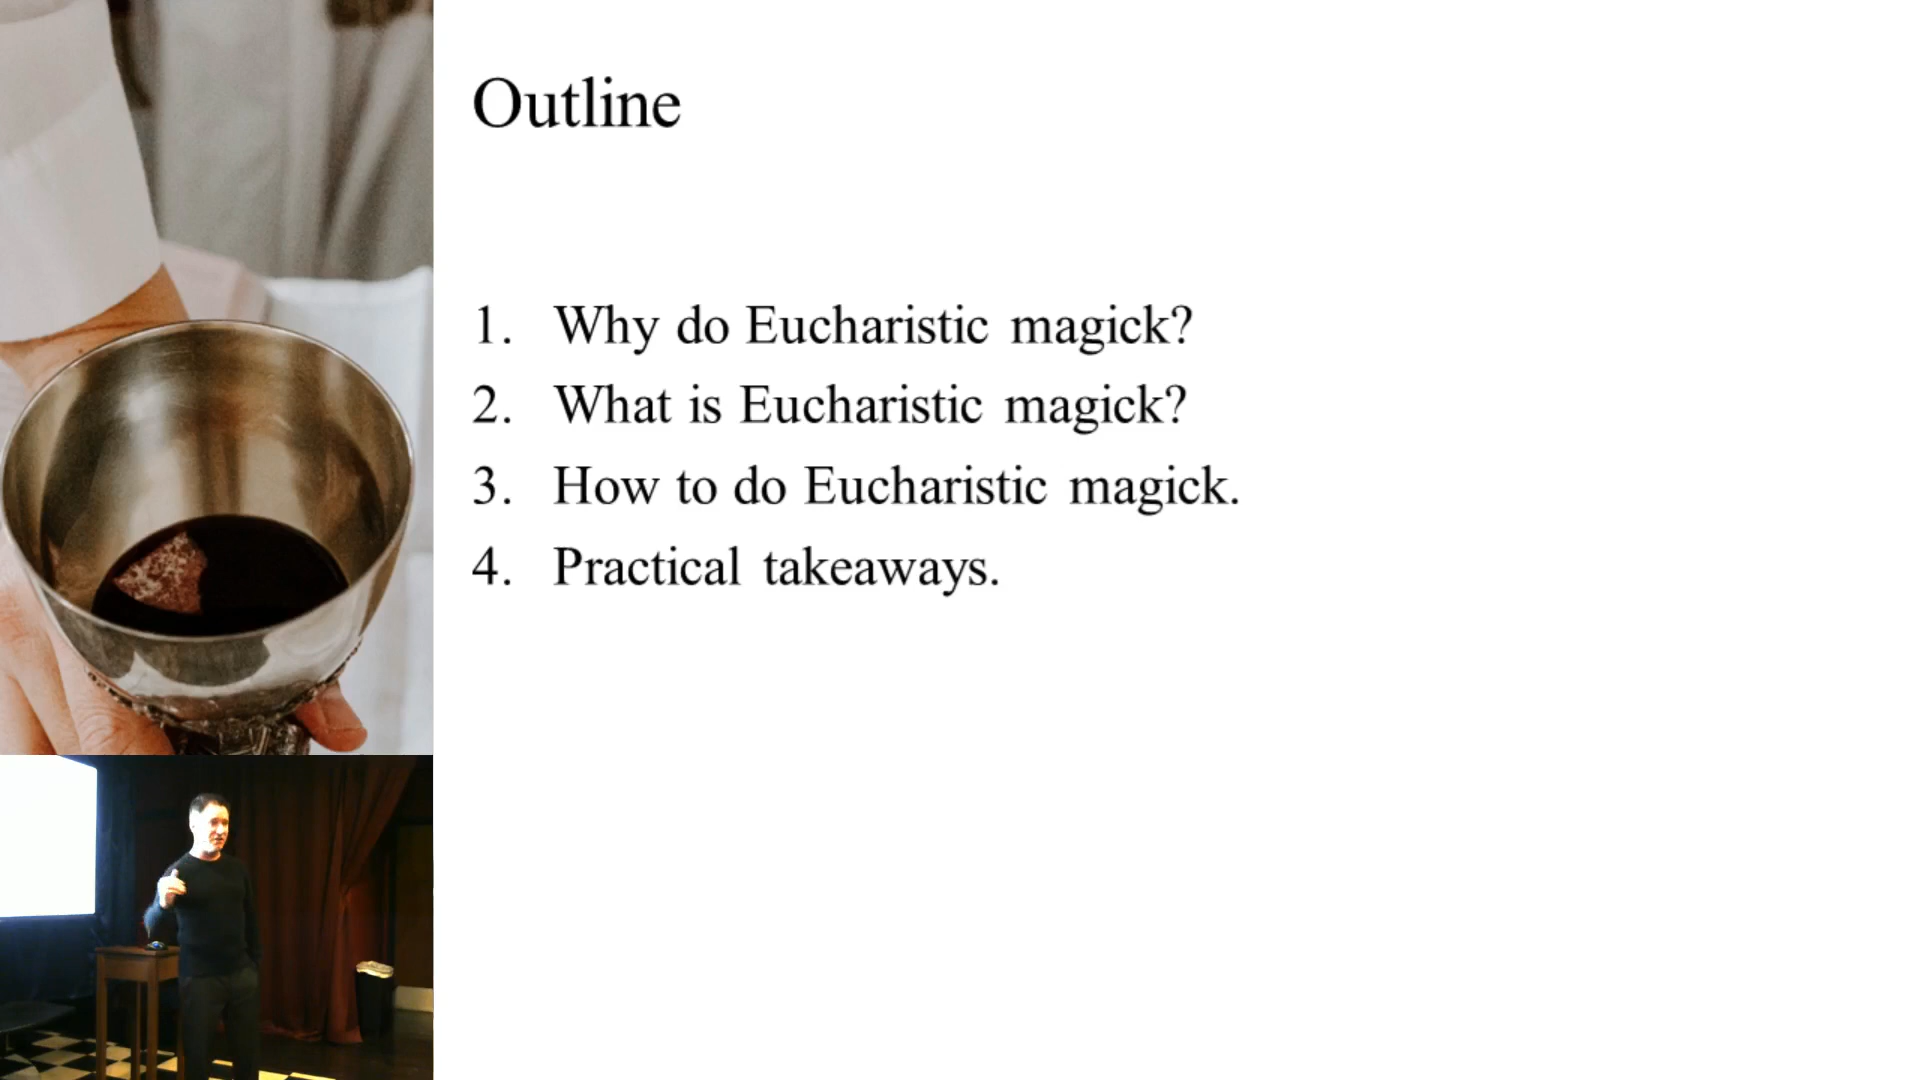 Outline
1. Why do Eucharistic magick?
2. What is Eucharistic magick?
3. How to do Eucharistic magick.
4. Practical takeaways.